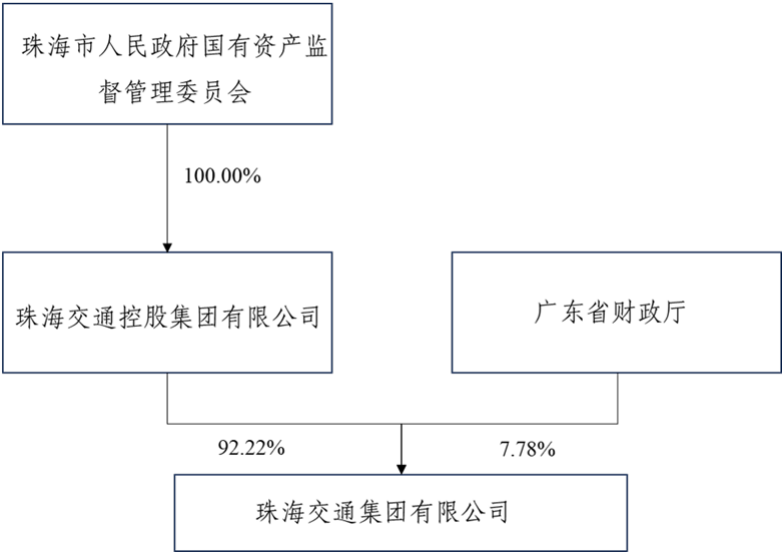 珠海市人民政府国有资产监
督管理委员会
100.00%
珠海交通控股集团有限公司
广东省财政厅
92.22%
7.78%
珠海交通集团有限公司